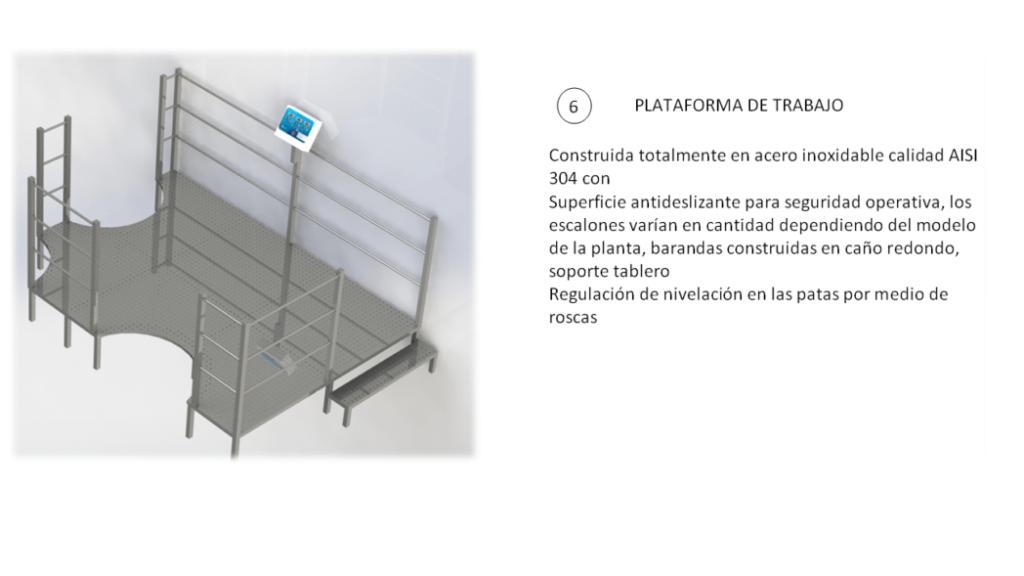 6
PLATAFORMA DE TRABAJO
Construida totalmente en acero inoxidable calidad AISI
304 con
Superficie antideslizante para seguridad operativa, los
escalones varían en cantidad dependiendo del modelo
de la planta, barandas construidas en caño redondo,
soporte tablero
Regulación de nivelación en las patas por medio de
roscas